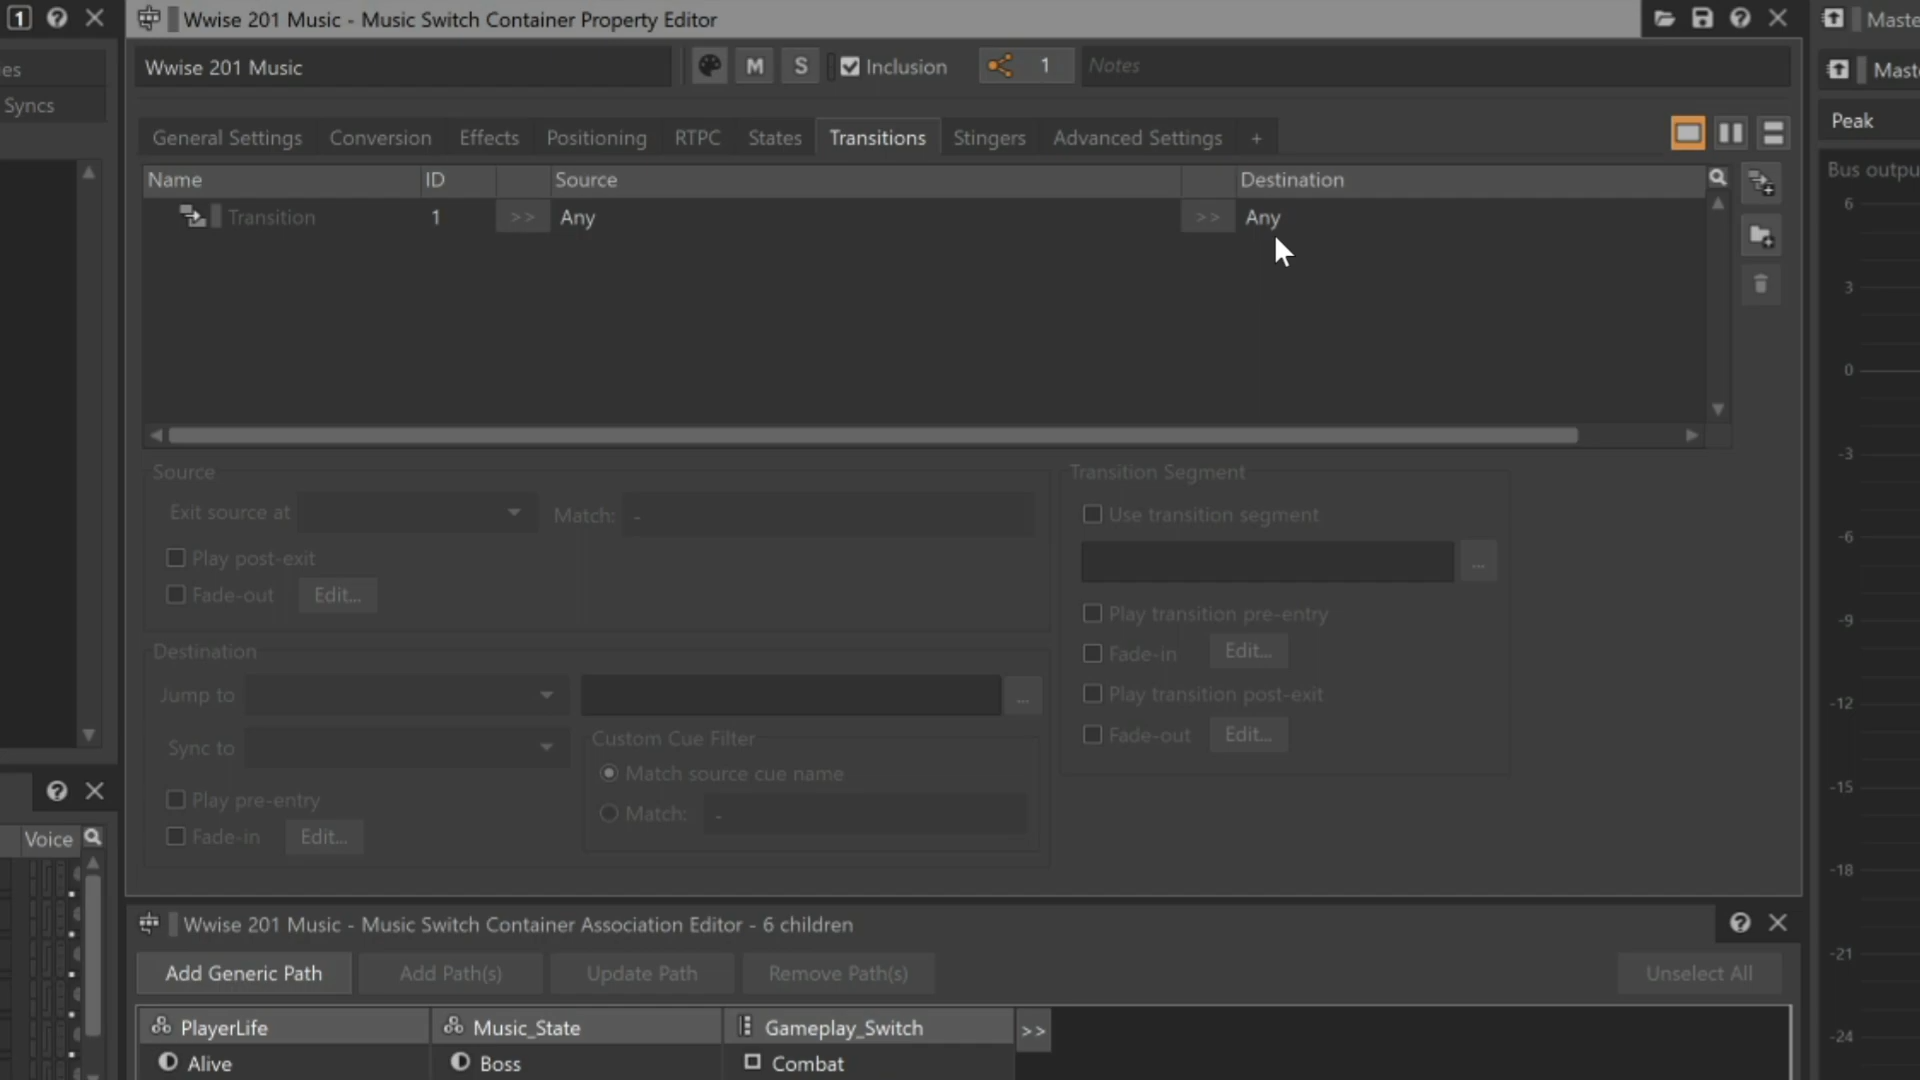 1
Wwise 201 Music - Music Switch Container Property Editor
Maste
es
Wwise 201 Music
M
S
Inclusion
1
Notes
Mast
Syncs
General Settings
Conversion
Effects
Positioning
RTPC
States
Transitions
Stingers
Advanced Settings
+
Peak
Name
ID
Source
Destination
Bus outpu
Transition
1
>>
Any
>>
Any
6
3
0
-3
-6
-9
-12
-15
-18
-21
-24
Source
Exit source at
Match:
-
Play post-exit
Fade-out
Edit...
Transition Segment
Use transition segment
...
Play transition pre-entry
Fade-in
Edit...
Play transition post-exit
Fade-out
Edit...
Destination
Jump to
...
Sync to
Custom Cue Filter
Match source cue name
Match:
-
Play pre-entry
Fade-in
Edit...
Voice
Wwise 201 Music - Music Switch Container Association Editor - 6 children
Add Generic Path
Add Path(s)
Update Path
Remove Path(s)
Unselect All
PlayerLife
Music_State
Gameplay_Switch
>>
Alive
Boss
Combat